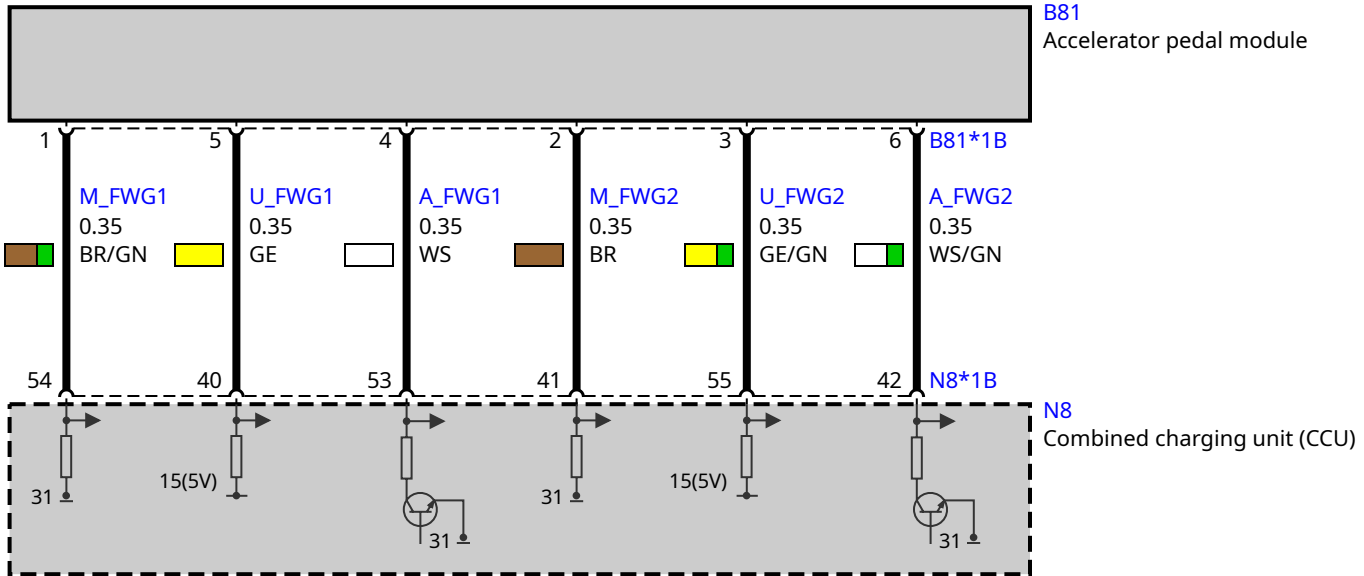 B81
Accelerator pedal module
1
5
4
2
3
6
B81*1B
M_FWG1
0.35
BR/GN
U_FWG1
0.35
GE
A_FWG1
0.35
WS
M_FWG2
0.35
BR
U_FWG2
0.35
GE/GN
A_FWG2
0.35
WS/GN
54
40
53
41
55
42
N8*1B
N8
Combined charging unit (CCU)
31
15(5V)
31
31
15(5V)
31